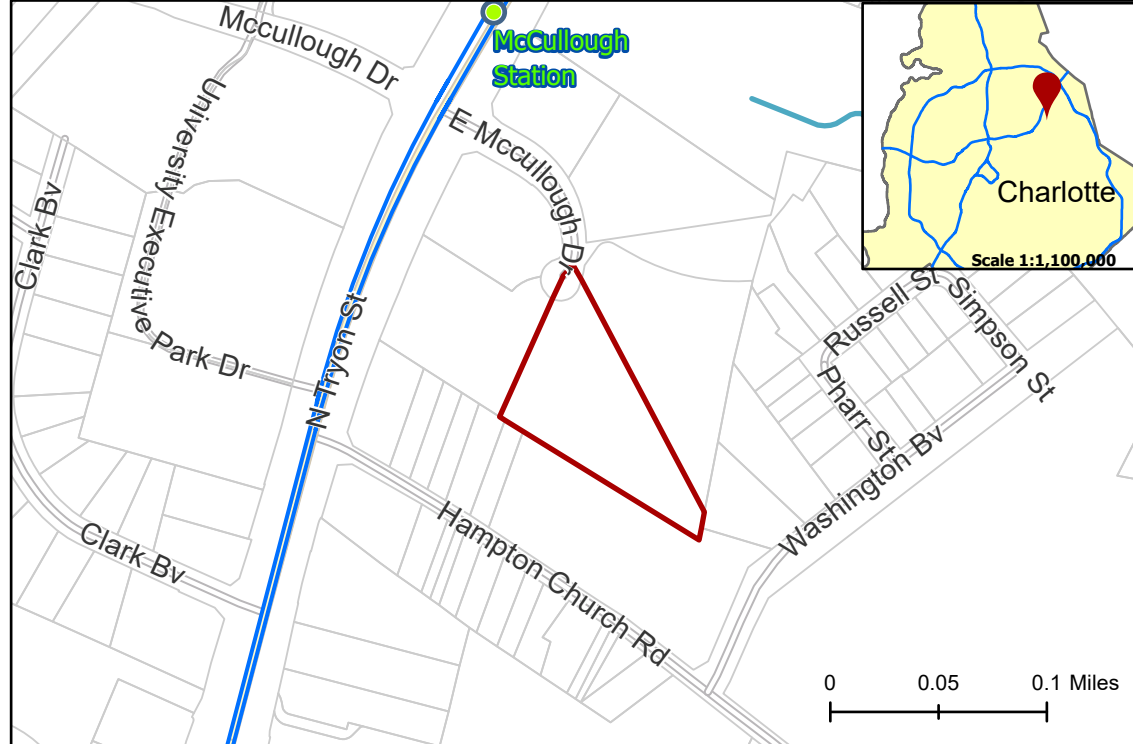 Mccullough Dr
McCullough
Station
University Executive Park Dr
E Mccullough Dr
Clark Bv
N Tryon St
Charlotte
Scale 1:1,100,000
Russell St
Simpson St
Pharr St
Washington Bv
Hampton Church Rd
Clark Bv
0 0.05 0.1 Miles